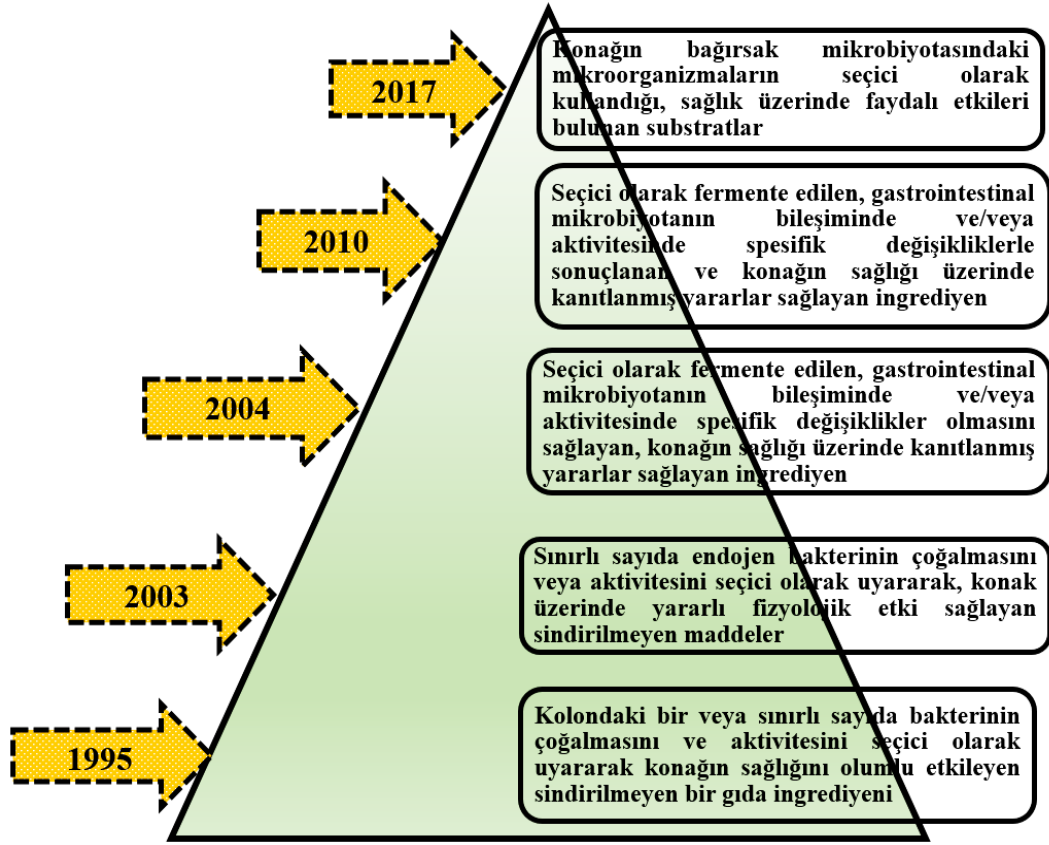 2017
Konağın bağırsak mikrobiyotasındaki
mikroorganizmaların seçici olarak
kullandığı, sağlık üzerinde faydalı etkileri
bulunan substratlar
2010
Seçici olarak fermente edilen, gastrointestinal
mikrobiyotanın bileşiminde ve/veya
aktivitesinde spesifik değişikliklerle
sonuçlanan ve konağın sağlığı üzerinde
kanıtlanmış yararlar sağlayan ingrediyen
2004
Seçici olarak fermente edilen, gastrointestinal
mikrobiyotanın bileşiminde ve/veya
aktivitesinde spesifik değişiklikler olmasını
sağlayan, konağın sağlığı üzerinde kanıtlanmış
yararlar sağlayan ingrediyen
2003
Sınırlı sayıda endojen bakterinin çoğalmasını
veya aktivitesini seçici olarak uyararak, konak
üzerinde yararlı fizyolojik etki sağlayan
sindirilmeyen maddeler
1995
Kolondaki bir veya sınırlı sayıda bakterinin
çoğalmasını ve aktivitesini seçici olarak
uyararak konağın sağlığını olumlu etkileyen
sindirilmeyen bir gıda ingrediyeni